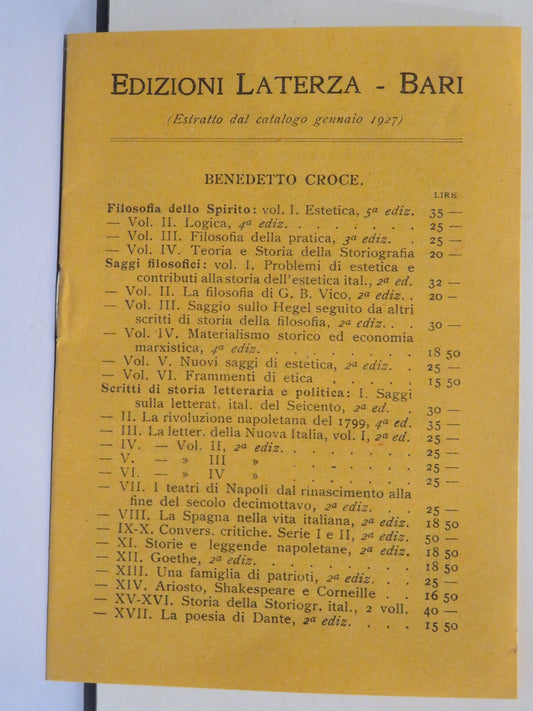 EDIZIONI LATERZA - BARI
(Estratto dal catalogo gennaio 1927)
BENEDETTO CROCE.
LIRE
Filosofia dello Spirito: vol. I. Estetica, 5ª ediz. 35 —
— Vol. II. Logica, 4ª ediz. . . . . . . . 25 —
— Vol. III. Filosofia della pratica, 3ª ediz. . 25 —
— Vol. IV. Teoria e Storia della Storiografia 20 —
Saggi filosofici: vol. I. Problemi di estetica e
contributi alla storia dell'estetica ital., 2ª ed. 32 —
— Vol. II. La filosofia di G. B. Vico, 2ª ediz. . 20 —
— Vol. III. Saggio sullo Hegel seguito da altri
scritti di storia della filosofia, 2ª ediz. . . 30 —
— Vol. IV. Materialismo storico ed economia
marxistica, 4ª ediz. . . . . . . . . 18 50
— Vol. V. Nuovi saggi di estetica, 2ª ediz. . 25 —
— Vol. VI. Frammenti di etica . . . . . 15 50
Scritti di storia letteraria e politica: I. Saggi
sulla letterat. ital. del Seicento, 2ª ed. . 30 —
— II. La rivoluzione napoletana del 1799, 4ª ed. 35 —
— III. La letter. della Nuova Italia, vol. I, 2ª ed. 25 —
— IV. — Vol. II, 2ª ediz. . . . . . . . 25 —
— V. — » III » . . . . . . 25 —
— VI. — » IV » . . . . . . 25 —
— VII. I teatri di Napoli dal rinascimento alla
fine del secolo decimottavo, 2ª ediz. . . 25 —
— VIII. La Spagna nella vita italiana, 2ª ediz. 18 50
— IX-X. Convers. critiche. Serie I e II, 2ª ediz. 50 —
— XI. Storie e leggende napoletane, 2ª ediz. 18 50
— XII. Goethe, 2ª ediz. . . . . . . . . 18 50
— XIII. Una famiglia di patrioti, 2ª ediz. . . 25 —
— XIV. Ariosto, Shakespeare e Corneille . . 16 50
— XV-XVI. Storia della Storiogr. ital., 2 voll. 40 —
— XVII. La poesia di Dante, 2ª ediz. . . . 15 50